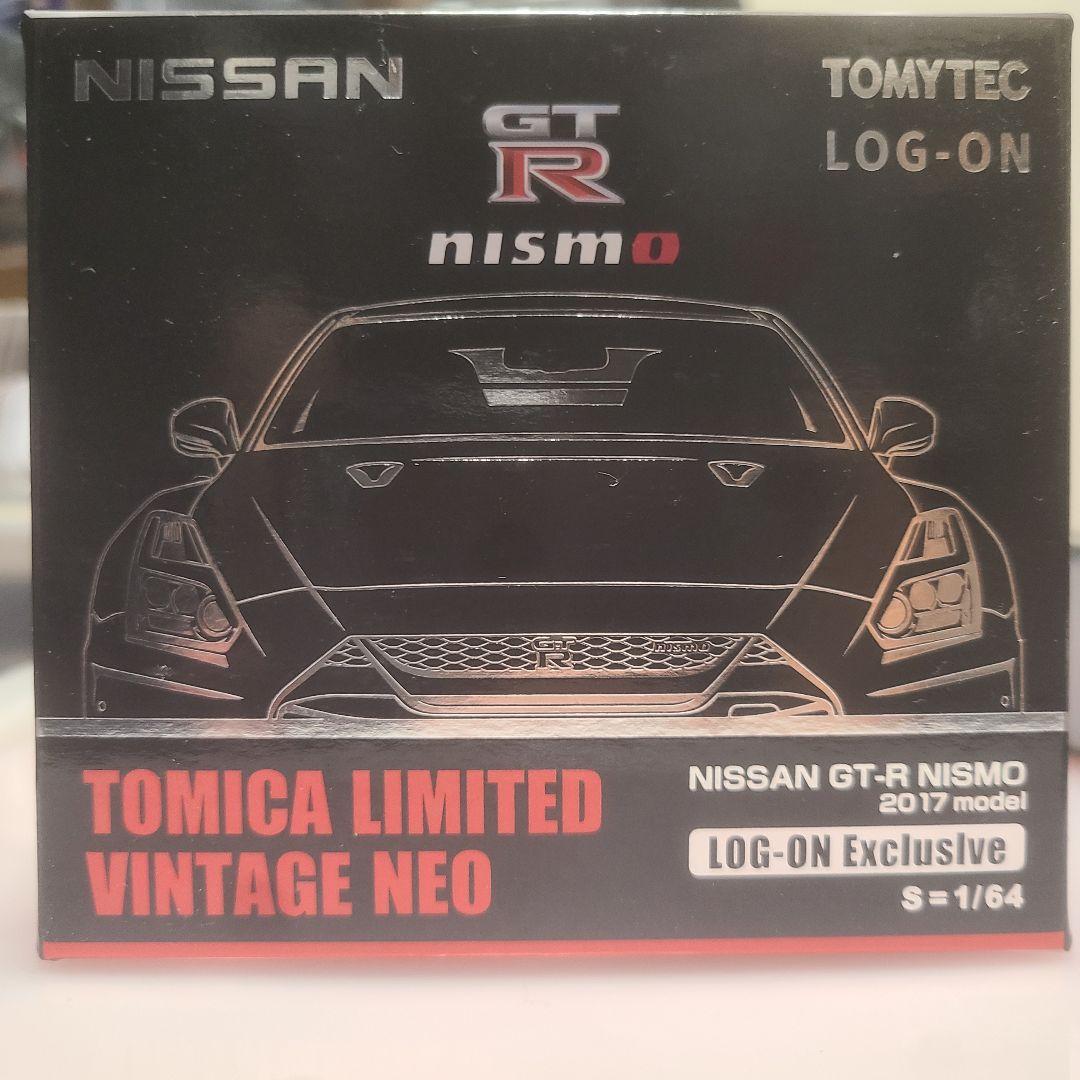 NISSAN
TOMYTEC
LOG-ON
GT
R
nismo
GT
R
nismo
TOMICA LIMITED
VINTAGE NEO
NISSAN GT-R NISMO
2017 model
LOG-ON Exclusive
S=1/64